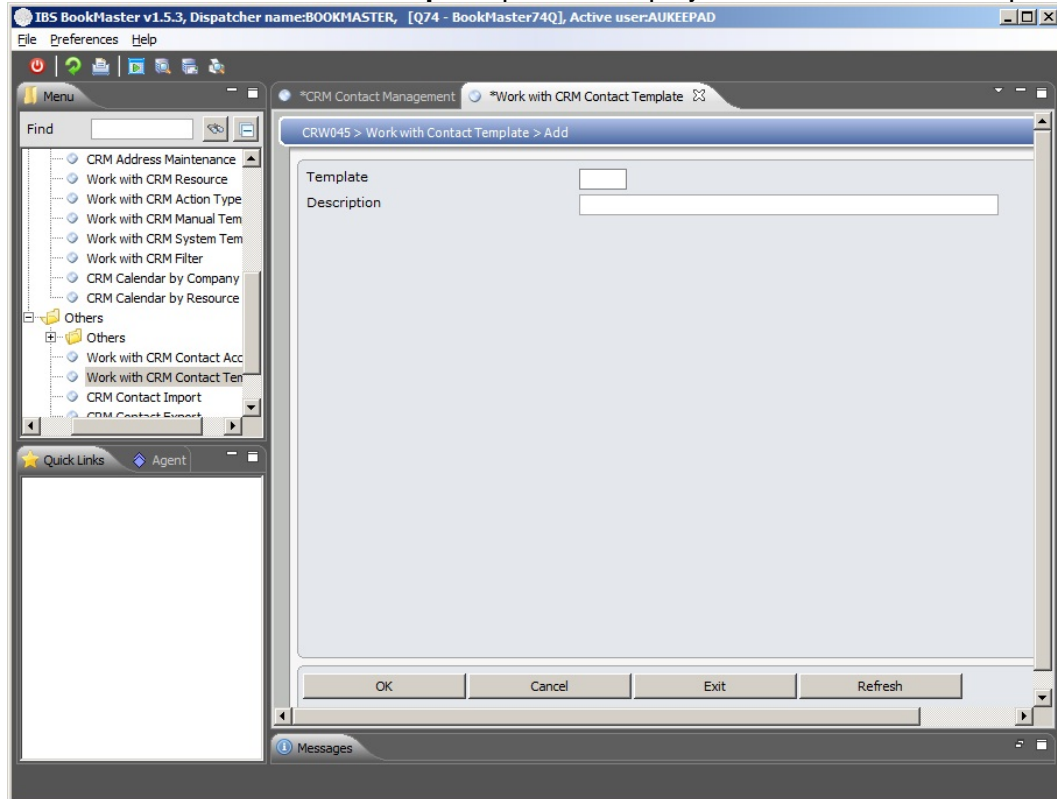 IBS BookMaster v1.5.3, Dispatcher name:BOOKMASTER, [Q74 - BookMaster74Q], Active user:AUKEEPAD
File Preferences Help
Menu
*CRM Contact Management *Work with CRM Contact Template
Find
CRW045 > Work with Contact Template > Add
CRM Address Maintenance
Work with CRM Resource
Work with CRM Action Type
Work with CRM Manual Tem
Work with CRM System Tem
Work with CRM Filter
CRM Calendar by Company
CRM Calendar by Resource
Others
Others
Work with CRM Contact Acc
Work with CRM Contact Ten
CRM Contact Import
CRM Contact Export
Template
Description
Quick Links Agent
OK Cancel Exit Refresh
Messages